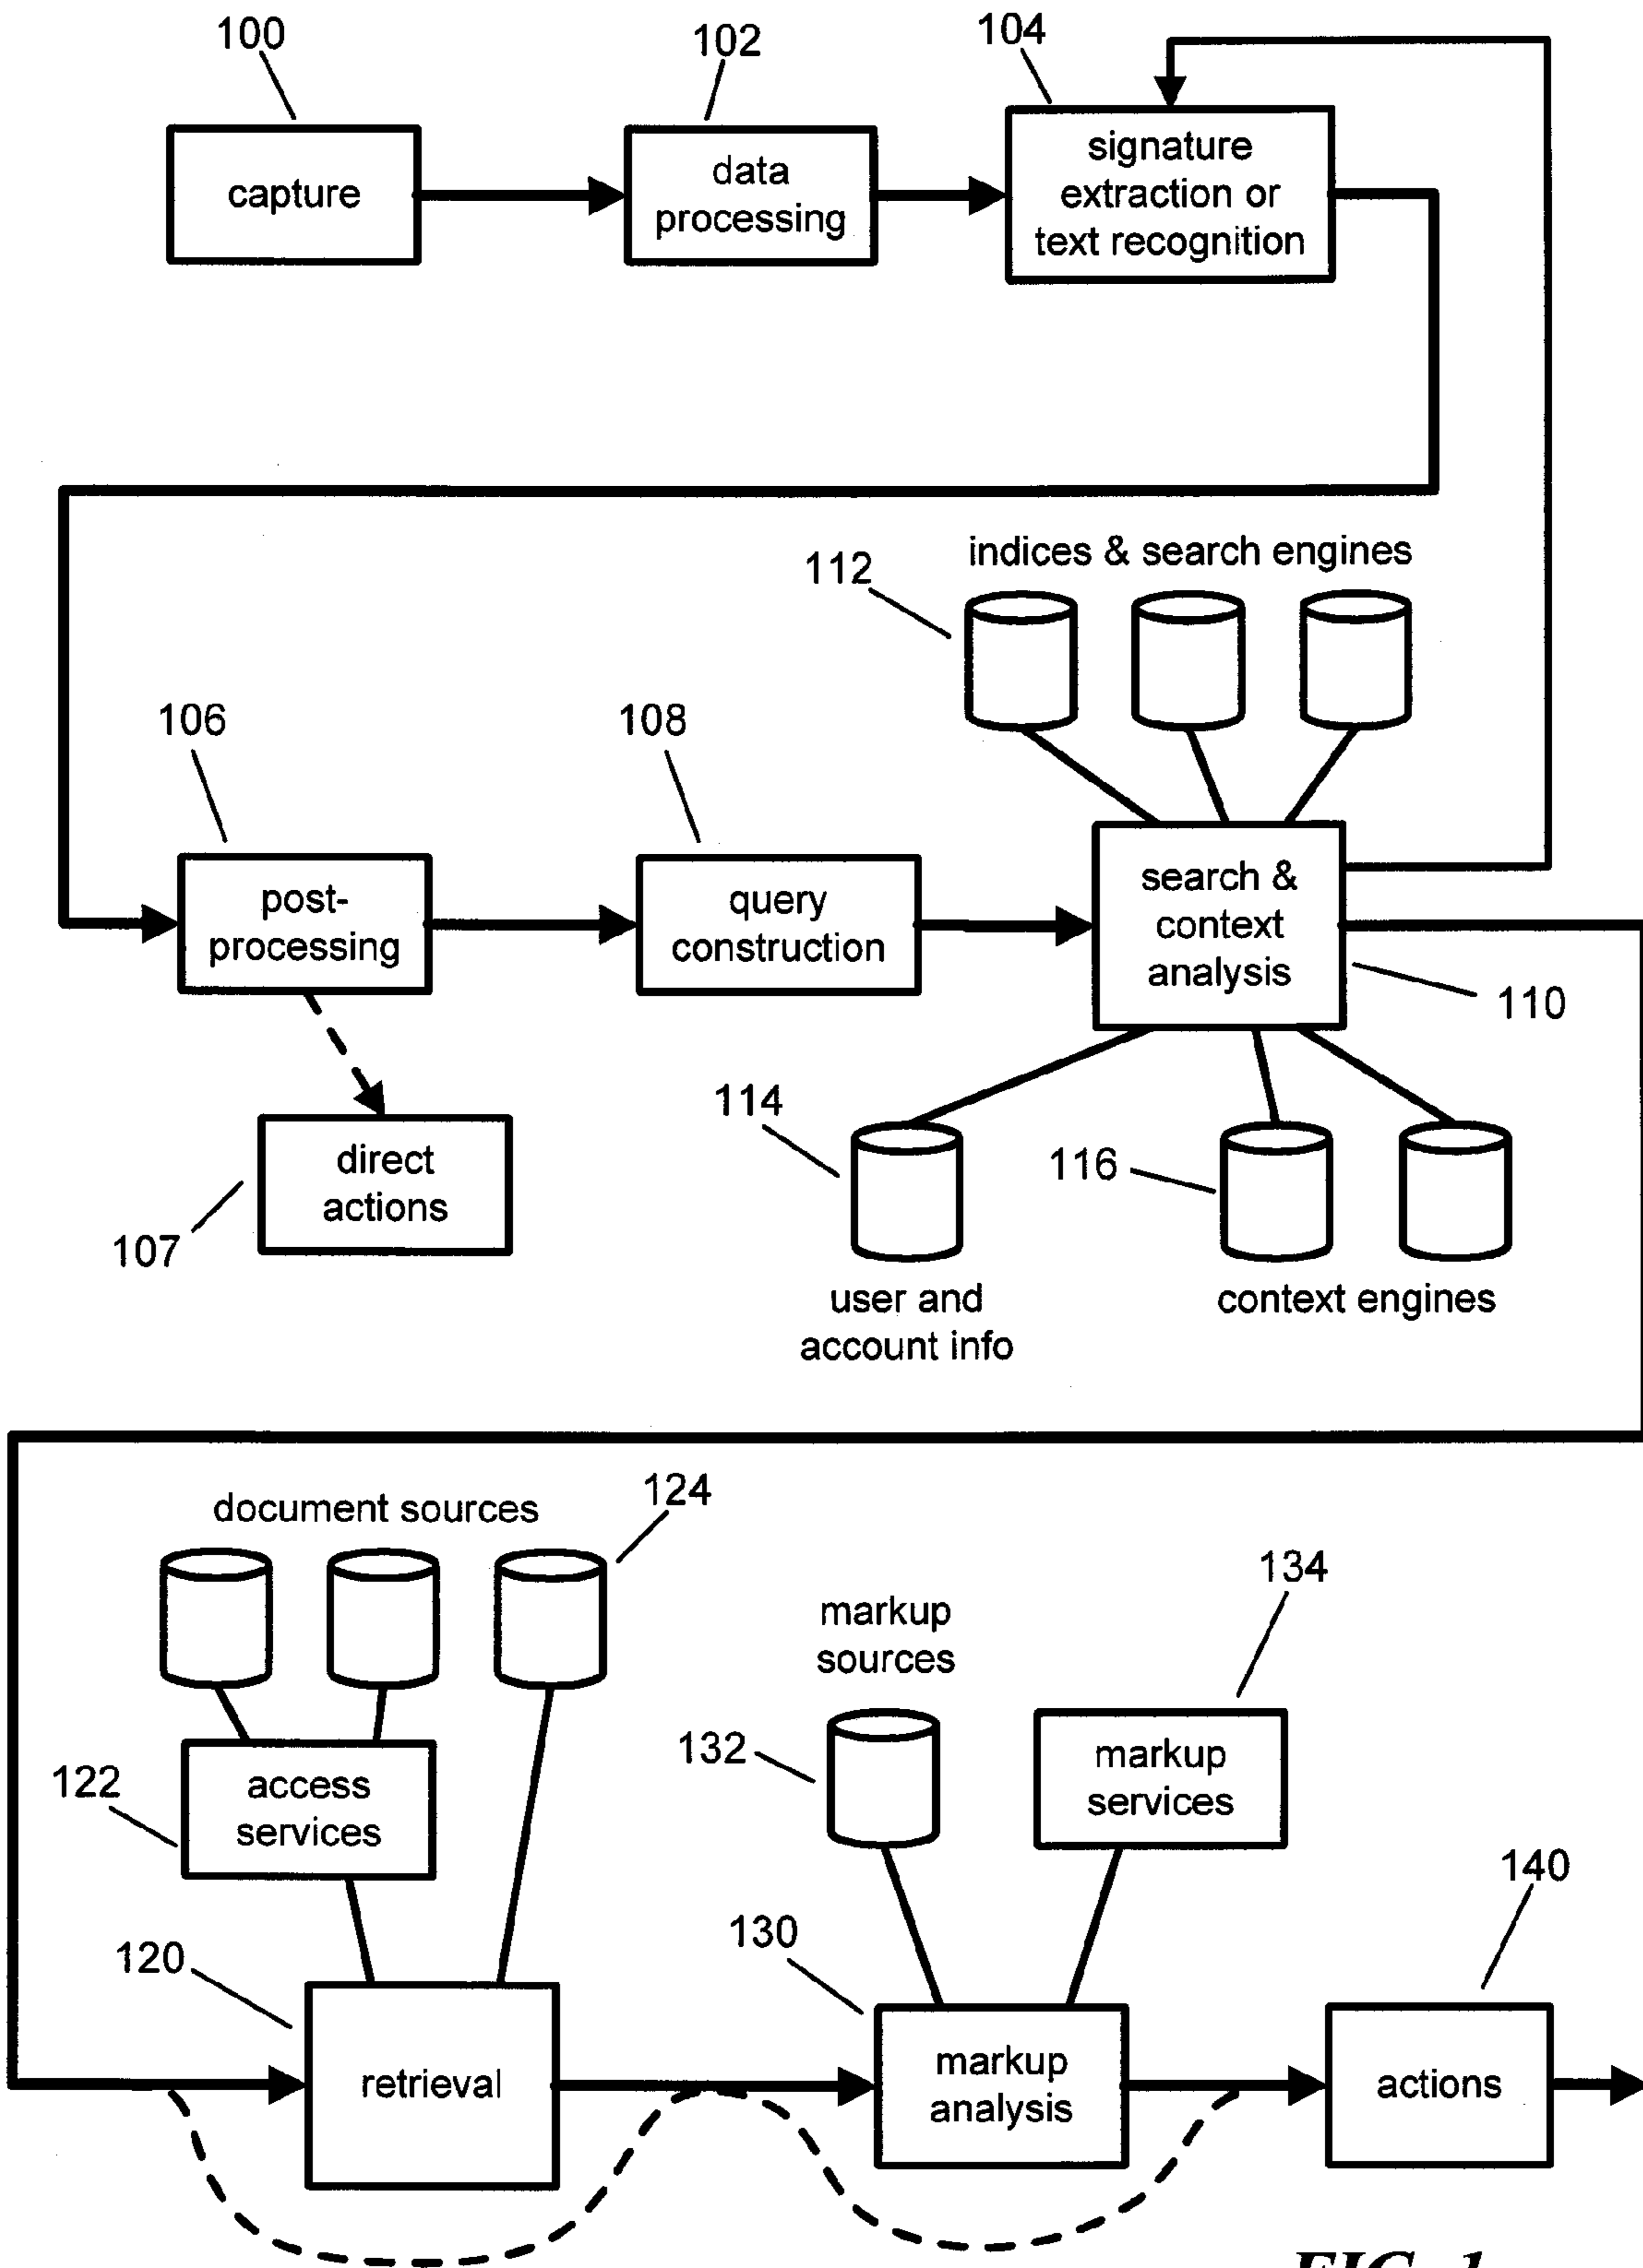 100
102
104
capture
data
processing
signature
extraction or
text recognition
indices & search engines
112
106
108
post-
processing
query
construction
search &
context
analysis
110
114
116
direct
actions
107
user and
account info
context engines
document sources
124
134
markup
sources
132
markup
services
122
access
services
140
130
120
retrieval
markup
analysis
actions
FIG. 1